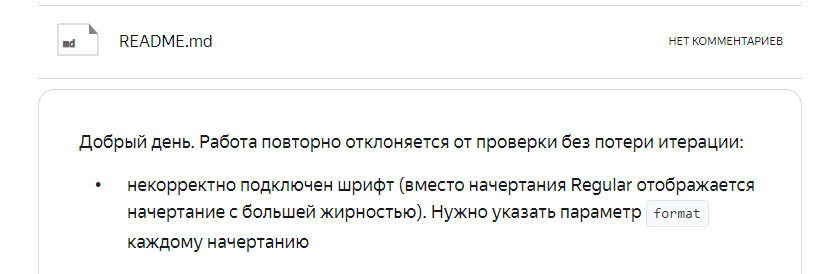 md README.md НЕТ КОММЕНТАРИЕВ
Добрый день. Работа повторно отклоняется от проверки без потери итерации:
• некорректно подключен шрифт (вместо начертания Regular отображается
начертание с большей жирностью). Нужно указать параметр format
каждому начертанию